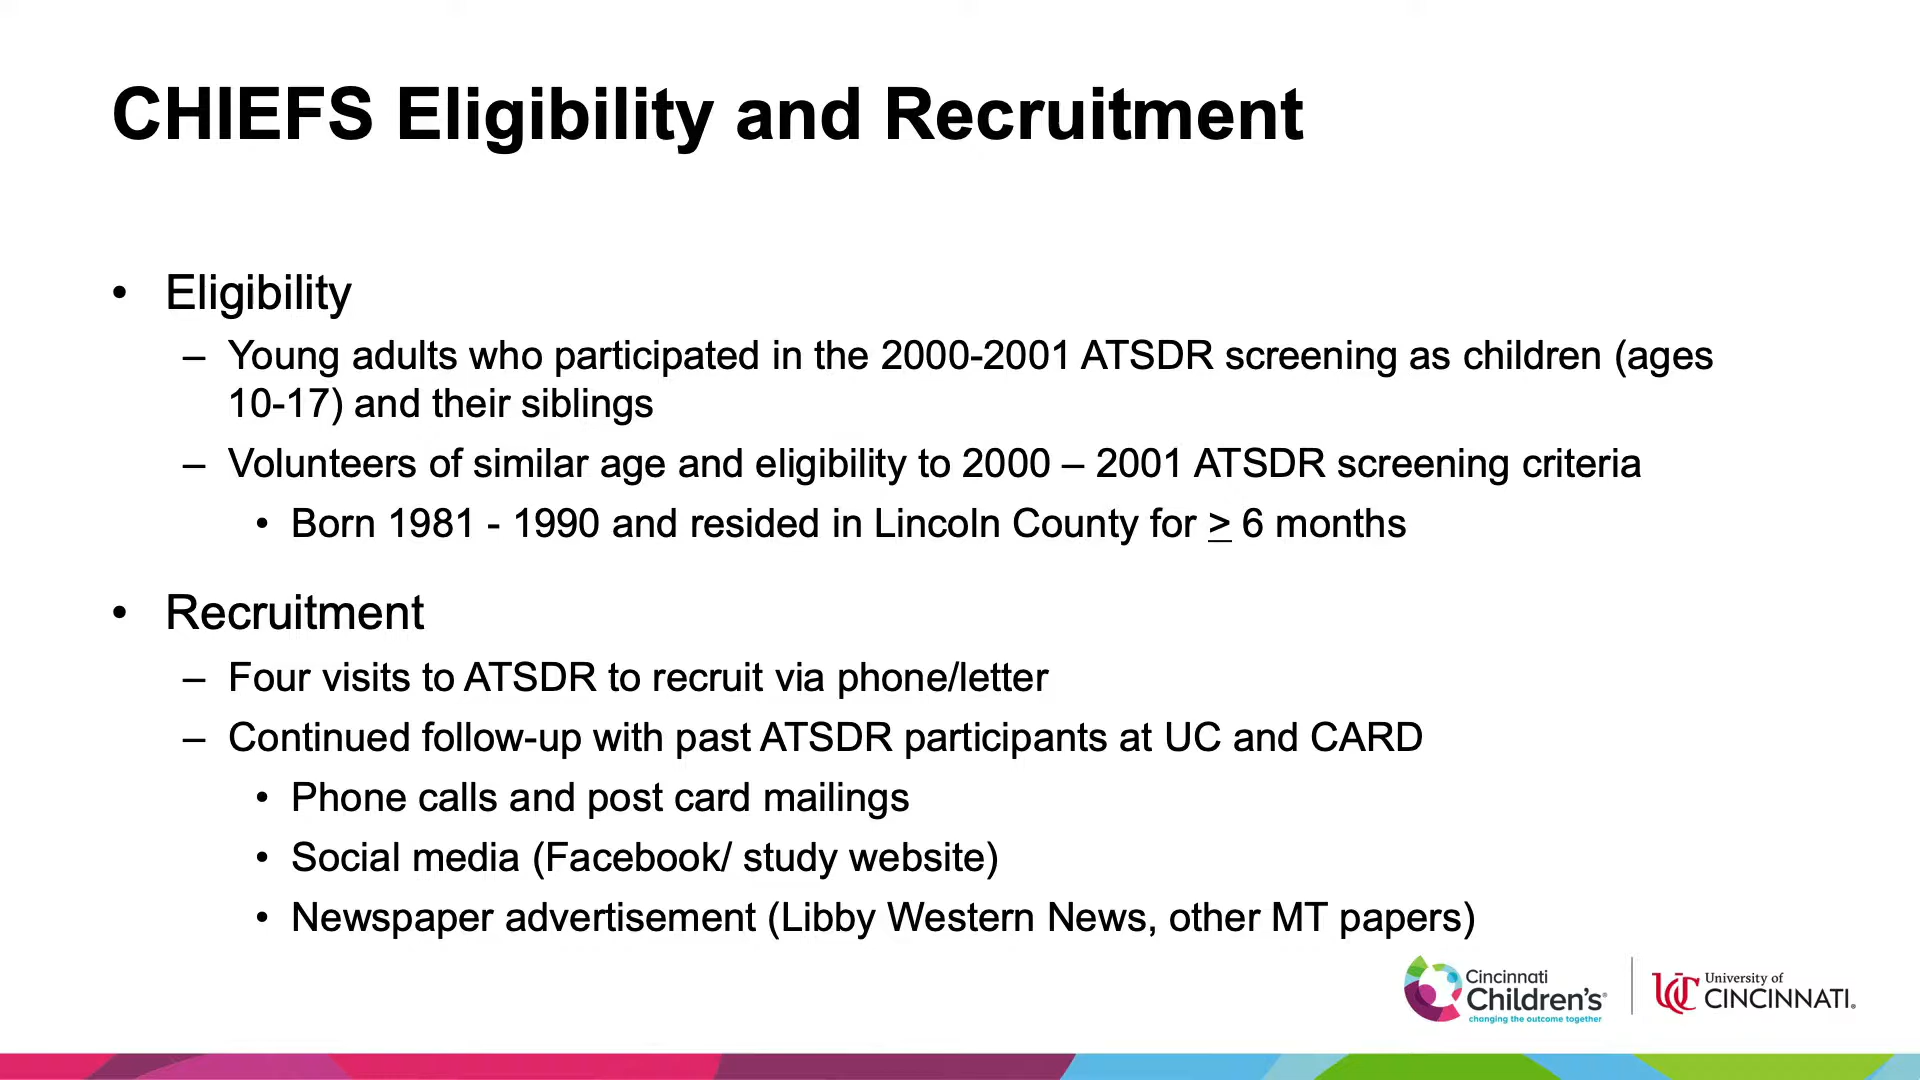 CHIEFS Eligibility and Recruitment
• Eligibility
– Young adults who participated in the 2000-2001 ATSDR screening as children (ages
10-17) and their siblings
– Volunteers of similar age and eligibility to 2000 – 2001 ATSDR screening criteria
• Born 1981 - 1990 and resided in Lincoln County for ≥ 6 months
• Recruitment
– Four visits to ATSDR to recruit via phone/letter
– Continued follow-up with past ATSDR participants at UC and CARD
• Phone calls and post card mailings
• Social media (Facebook/ study website)
• Newspaper advertisement (Libby Western News, other MT papers)
Cincinnati
Children's®
changing the outcome together
UC
University of
CINCINNATI®